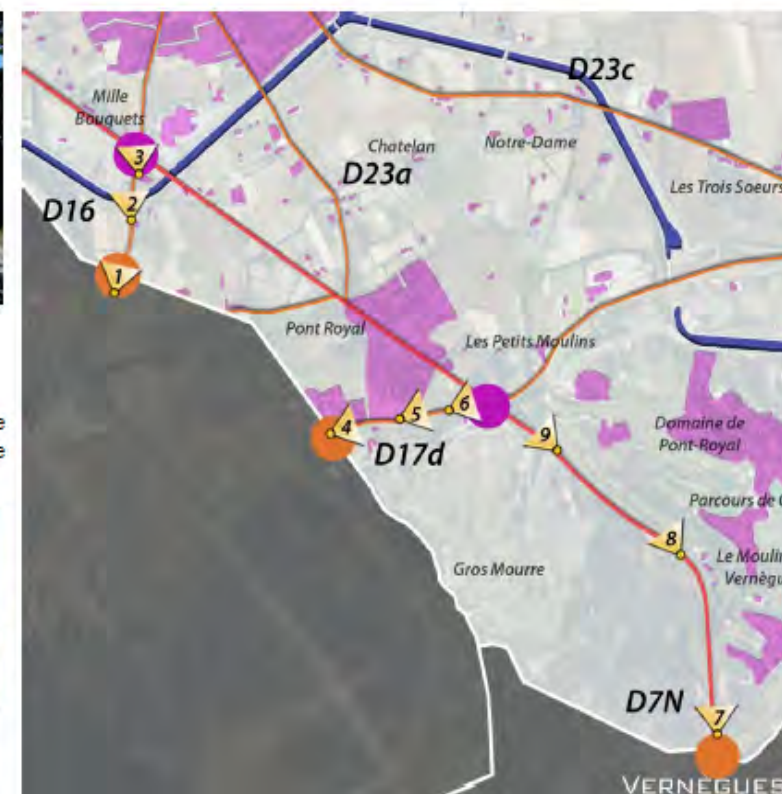 D23c
Mille
Bouquets
Chatelan
Notre-Dame
3
D23a
Les Trois Soeurs
D16
2
1
Pont Royal
Les Petits Moulins
e
e
6
4
5
9
D17d
Domaine de
Pont-Royal
Parcours de
8
Gros Mourre
Le Moulin
D7N
7
VERNEGUES